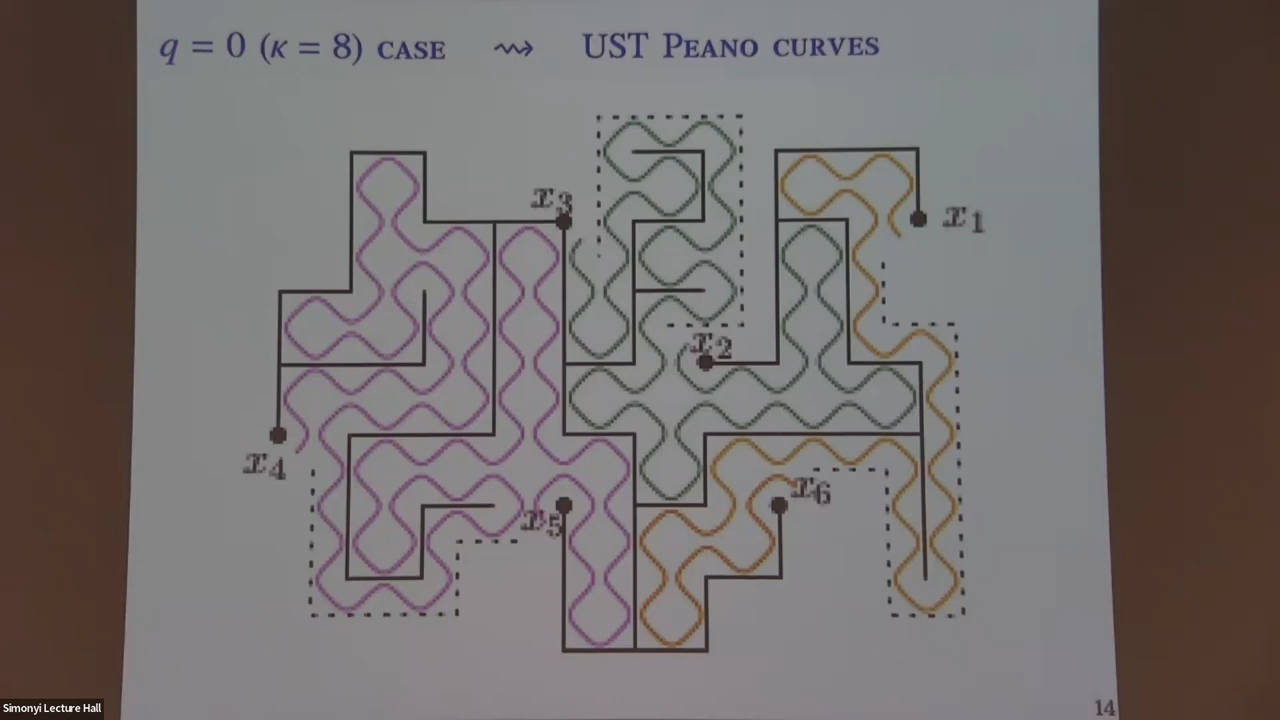 q = 0 (κ = 8) CASE ⇝ UST PEANO CURVES
x₃
x₁
x₂
x₄
x₆
x₅
Simonyi Lecture Hall
14